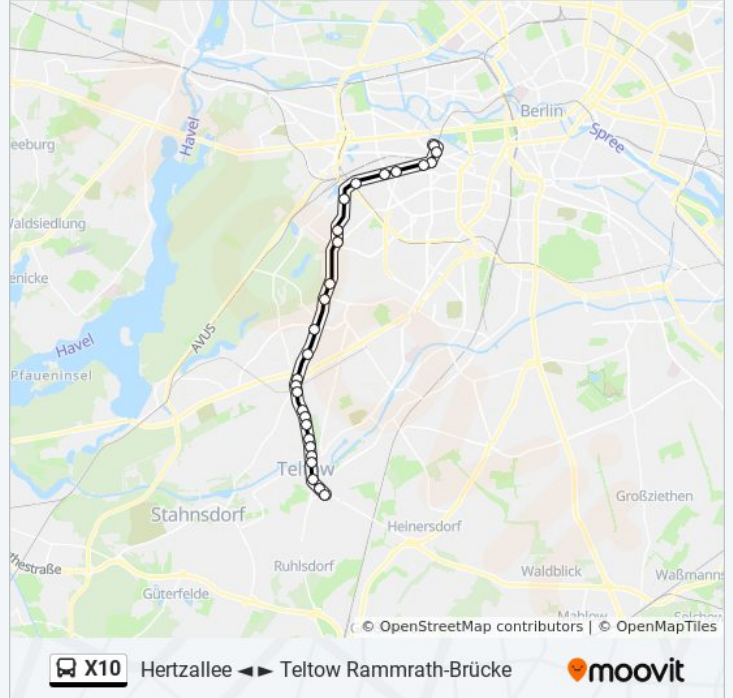 Berlin
Spree
Havel
eeburg
Waldsiedlung
enicke
AVUS
Havel
Pfaueninsel
Teltow
Stahnsdorf
Großziethen
Heinersdorf
Ruhlsdorf
Waldblick
Waßmanns
hestraße
Güterfelde
Mahlow
Selchow
© OpenStreetMap contributors | © OpenMapTiles
X10 Hertzallee ◄ ► Teltow Rammrath-Brücke moovit